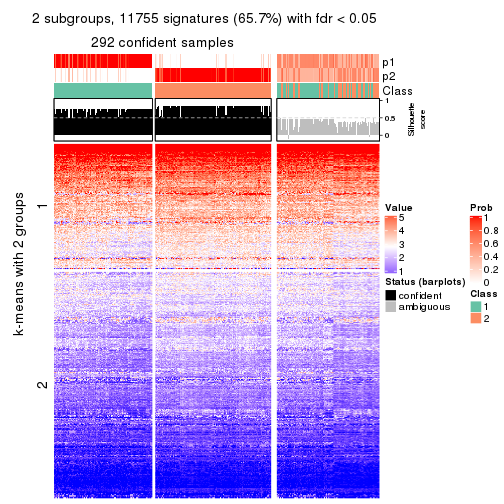 2 subgroups, 11755 signatures (65.7%) with fdr < 0.05
292 confident samples
p1
p2
Class
1
0.5
0
Silhouette
score
k-means with 2 groups
1
2
Value
5
4
3
2
1
Status (barplots)
confident
ambiguous
Prob
1
0.8
0.6
0.4
0.2
0
Class
1
2